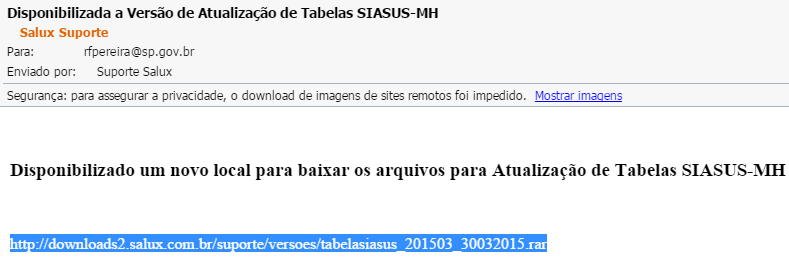 Disponibilizada a Versão de Atualização de Tabelas SIASUS-MH
Salux Suporte
Para: rfpereira@sp.gov.br
Enviado por: Suporte Salux
Segurança: para assegurar a privacidade, o download de imagens de sites remotos foi impedido. Mostrar imagens
Disponibilizado um novo local para baixar os arquivos para Atualização de Tabelas SIASUS-MH
http://downloads2.salux.com.br/suporte/versoes/tabelasiasus_201503_30032015.rar